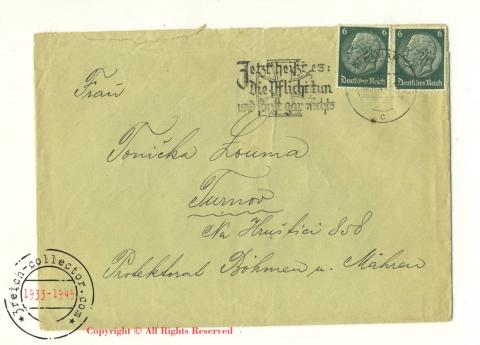 6 6
Deutsches Reich Deutsches Reich
Jetzt heißt es:
die Pflicht tun
und sonst gar nichts
c
Frau
Tonička Louma
Turnov
Na Hruštici 858
Protektorat Böhmen u. Mähren
*3reich-collector.com*
1933-1945
Copyright © All Rights Reserved